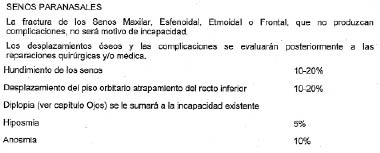 SENOS PARANASALES
La fractura de los Senos Maxilar, Esfenoidal, Etmoidal o Frontal, que no produzcan
complicaciones, no será motivo de incapacidad.
Los desplazamientos óseos y las complicaciones se evaluarán posteriormente a las
reparaciones quirúrgicas y/o médica.
Hundimiento de los senos 10-20%
Desplazamiento del piso orbitario atrapamiento del recto inferior 10-20%
Diplopia (ver capítulo Ojos) se le sumará a la incapacidad existente
Hiposmia 5%
Anosmia 10%